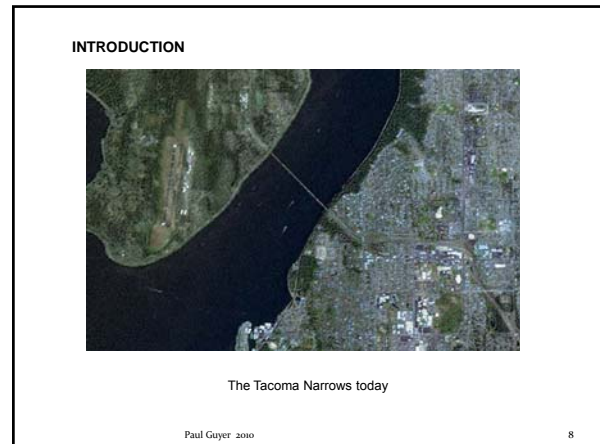 INTRODUCTION
The Tacoma Narrows today
Paul Guyer 2010
8